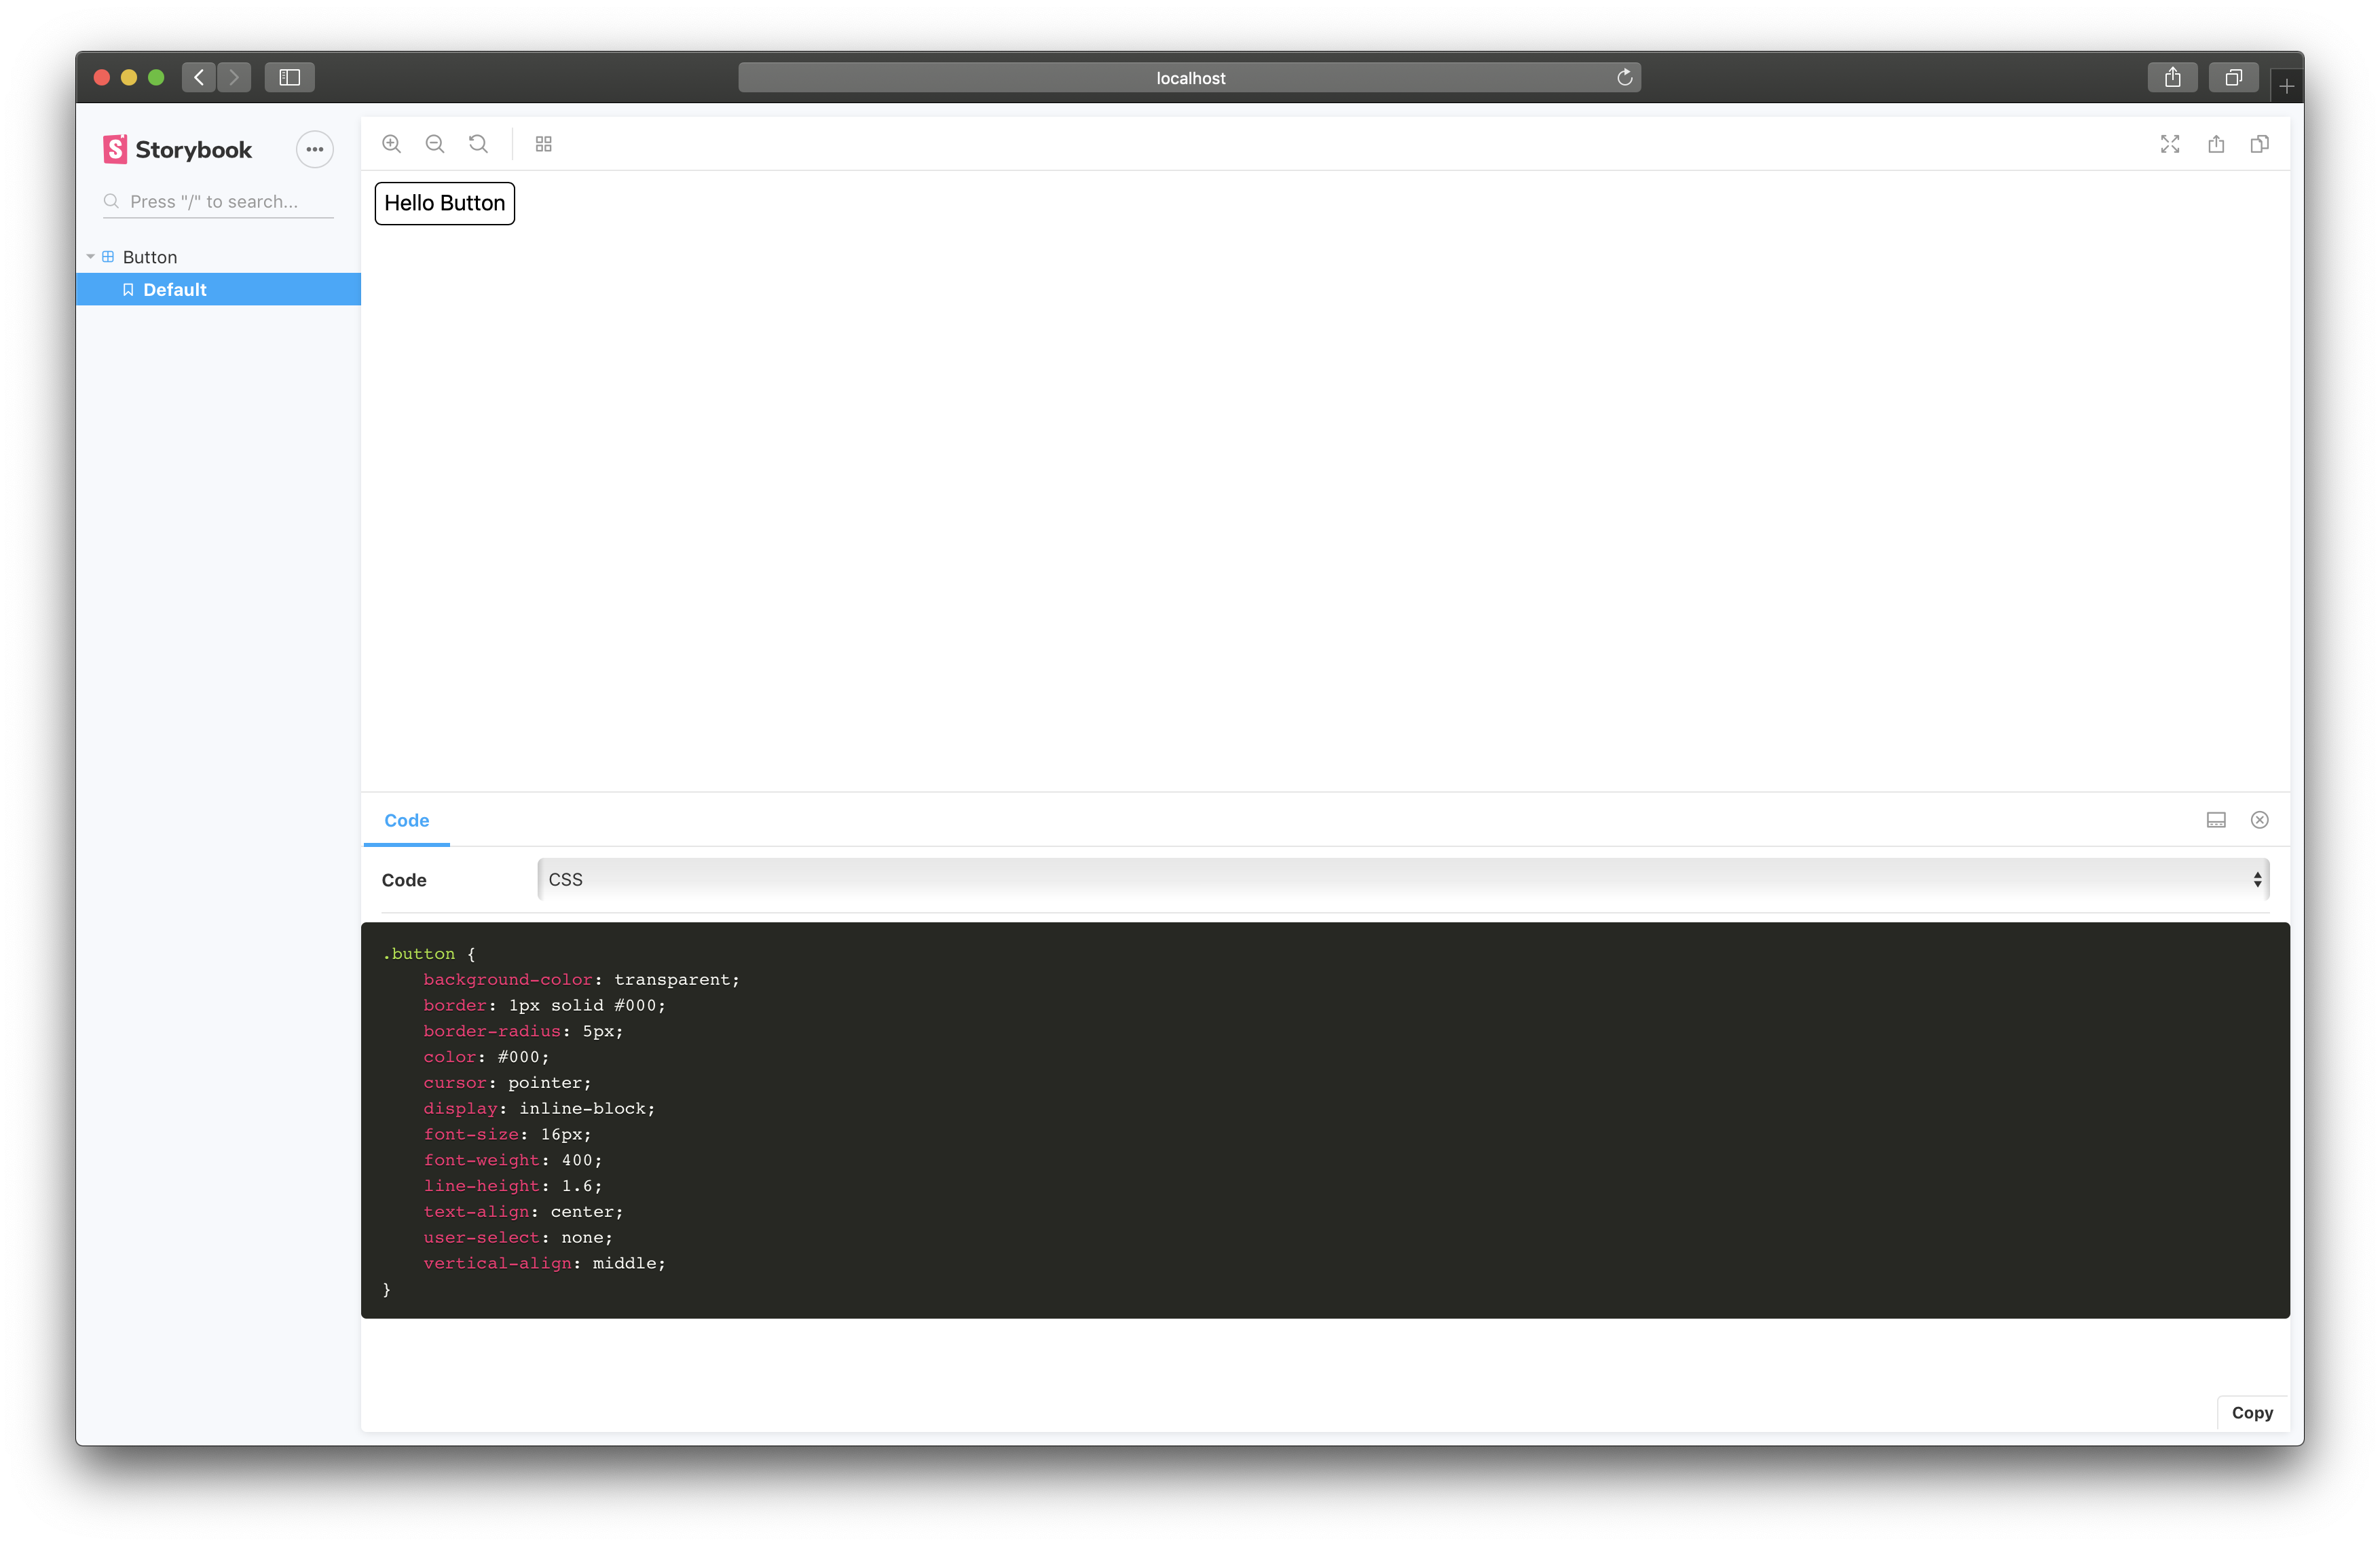 localhost
Storybook
Press "/" to search...
Button
Default
Hello Button
Code
Code
CSS
.button {
    background-color: transparent;
    border: 1px solid #000;
    border-radius: 5px;
    color: #000;
    cursor: pointer;
    display: inline-block;
    font-size: 16px;
    font-weight: 400;
    line-height: 1.6;
    text-align: center;
    user-select: none;
    vertical-align: middle;
}
Copy